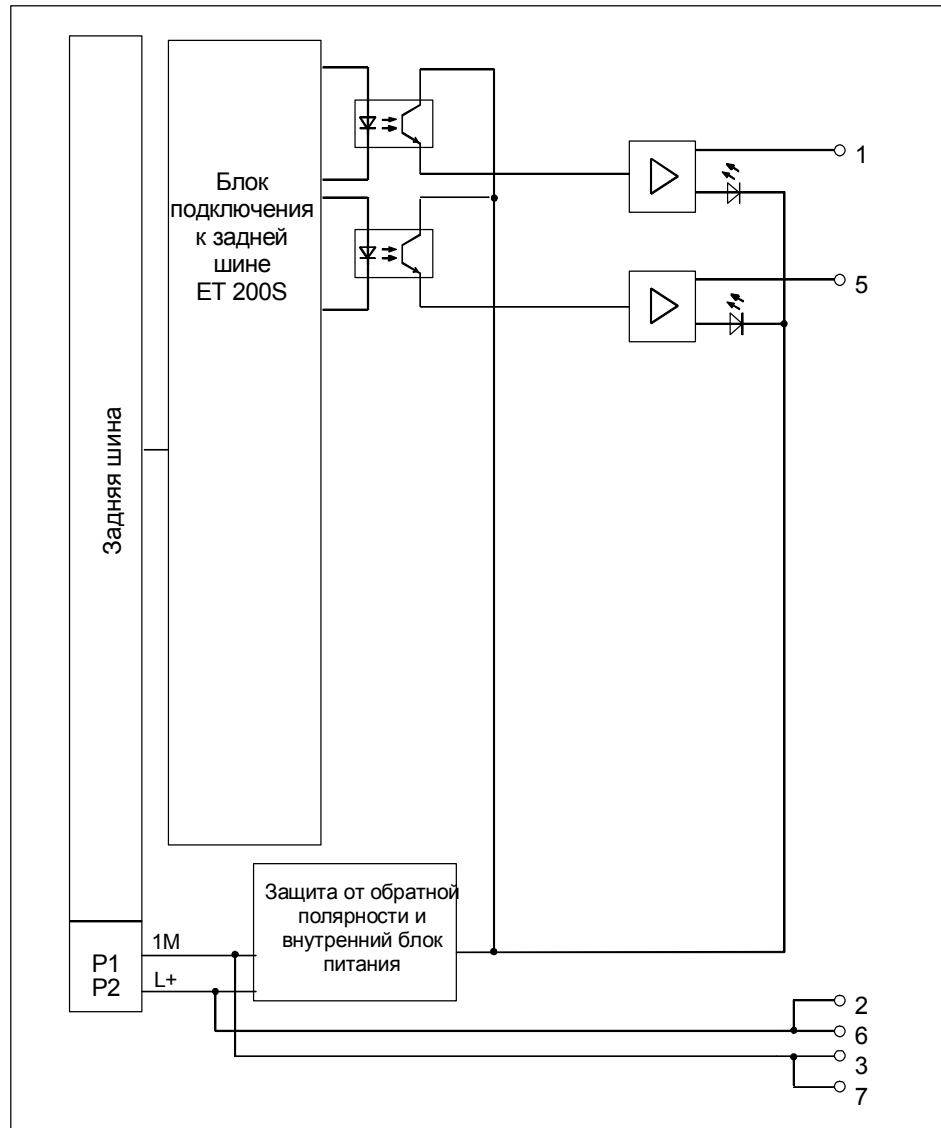 Задняя шина
Блок
подключения
к задней
шине
ET 200S
1
5
Защита от обратной
полярности и
внутренний блок
питания
P1
P2
1M
L+
2
6
3
7